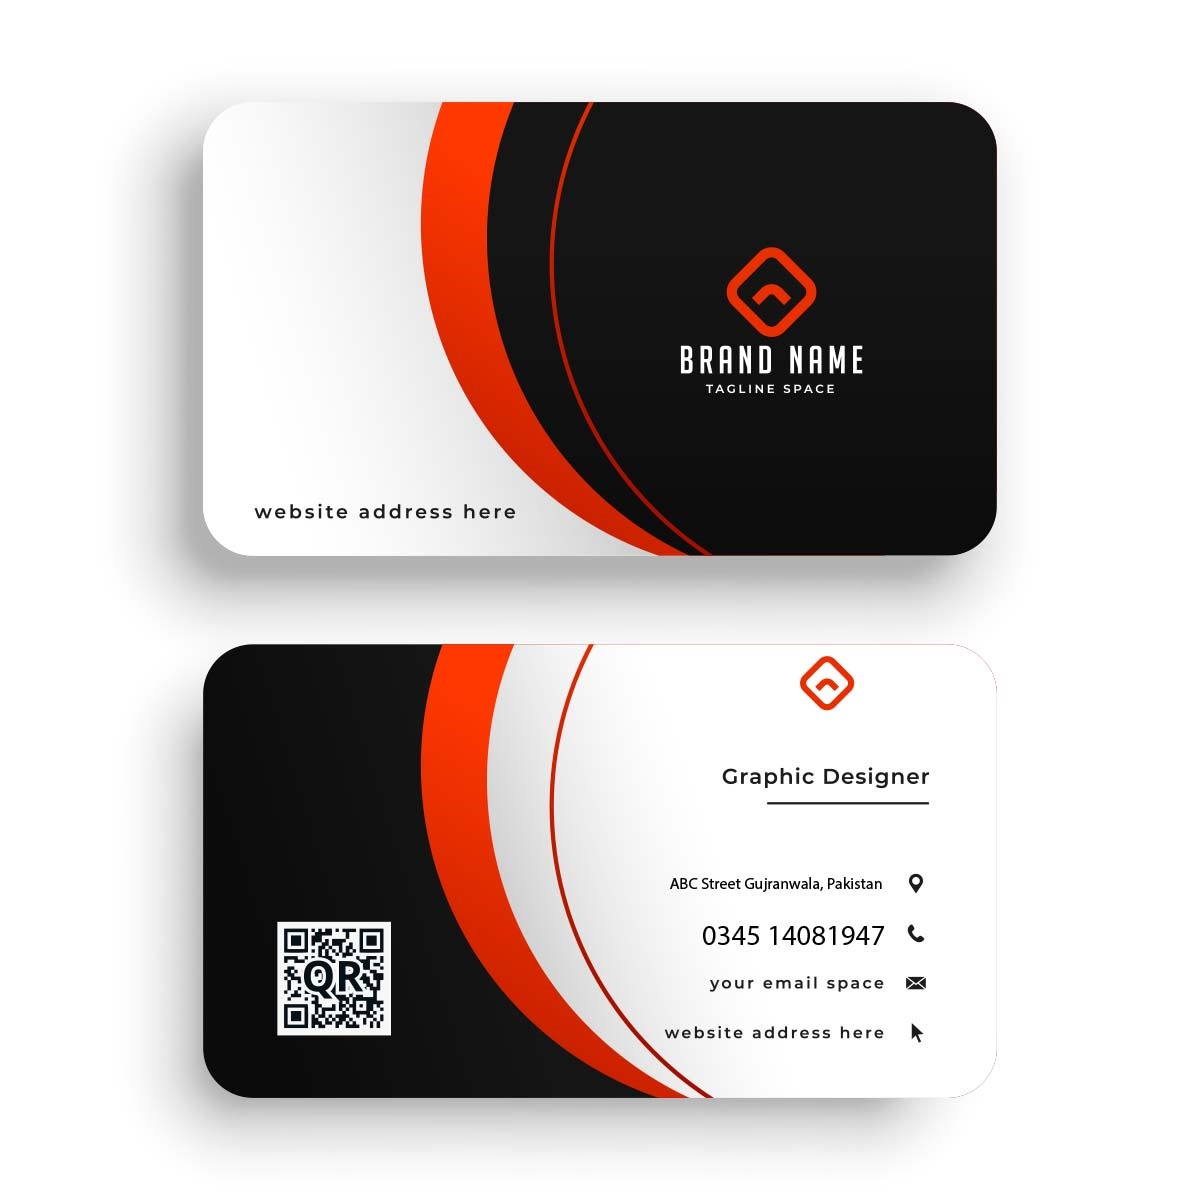 BRAND NAME
TAGLINE SPACE
website address here
Graphic Designer
ABC Street Gujranwala, Pakistan
0345 14081947
your email space
website address here
QR